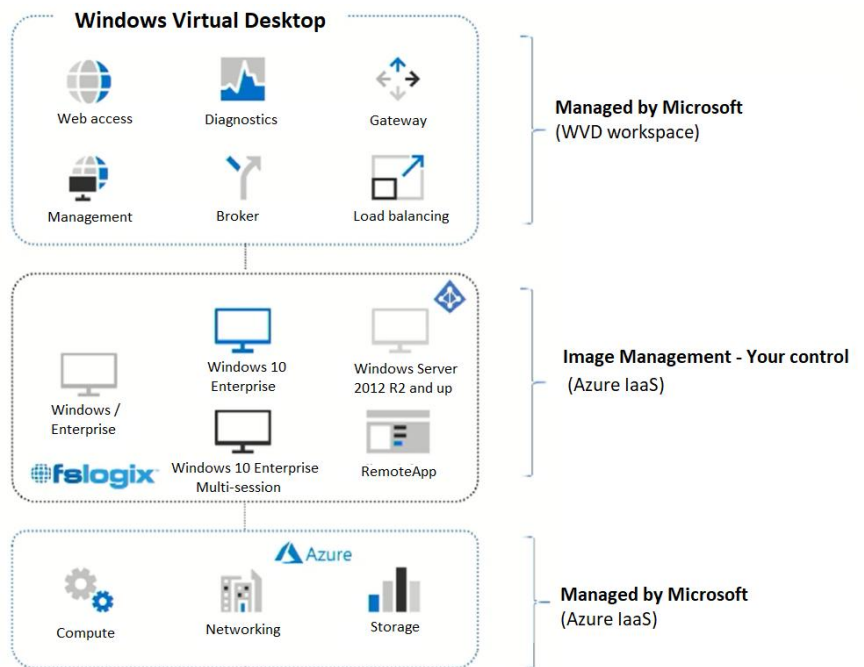 Windows Virtual Desktop
Web access
Diagnostics
Gateway
Management
Broker
Load balancing
Managed by Microsoft
(WVD workspace)
Windows /
Enterprise
Windows 10
Enterprise
Windows Server
2012 R2 and up
fslogix
Windows 10 Enterprise
Multi-session
RemoteApp
Image Management - Your control
(Azure IaaS)
Azure
Compute
Networking
Storage
Managed by Microsoft
(Azure IaaS)